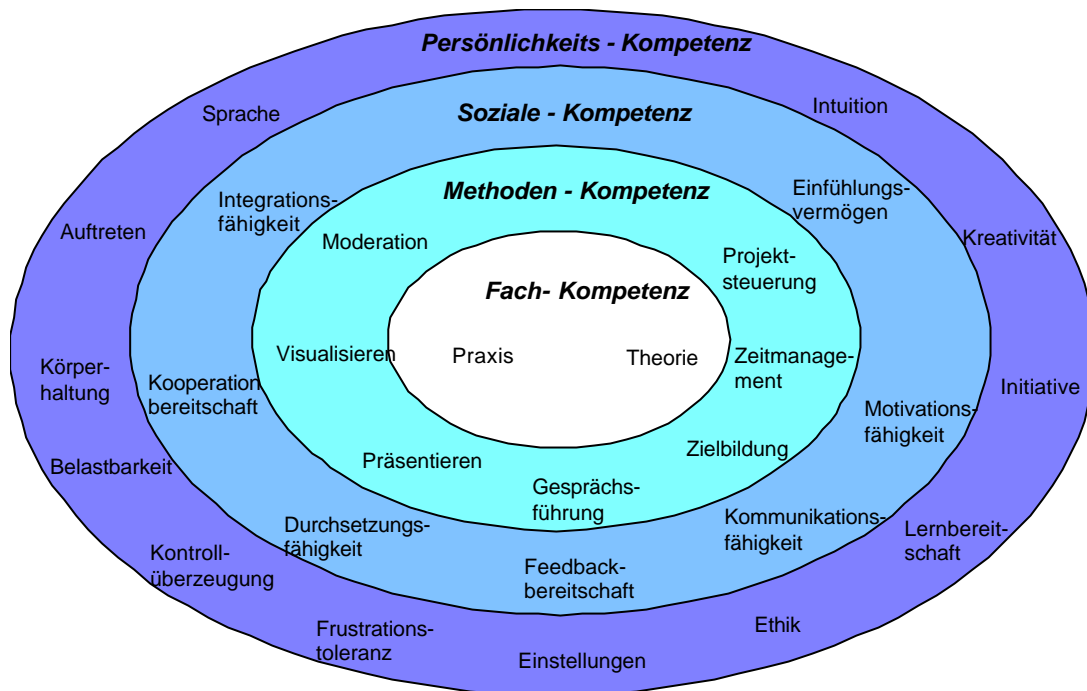 Persönlichkeits - Kompetenz
Sprache
Intuition
Soziale - Kompetenz
Methoden - Kompetenz
Integrations-
fähigkeit
Einfühlungs-
vermögen
Auftreten
Moderation
Kreativität
Projekt-
steuerung
Fach- Kompetenz
Körper-
haltung
Kooperation
bereitschaft
Visualisieren
Praxis
Theorie
Zeitmanage-
ment
Motivations-
fähigkeit
Initiative
Belastbarkeit
Präsentieren
Zielbildung
Gesprächs-
führung
Durchsetzungs-
fähigkeit
Kommunikations-
fähigkeit
Lernbereit-
schaft
Kontroll-
überzeugung
Feedback-
bereitschaft
Frustrations-
toleranz
Einstellungen
Ethik